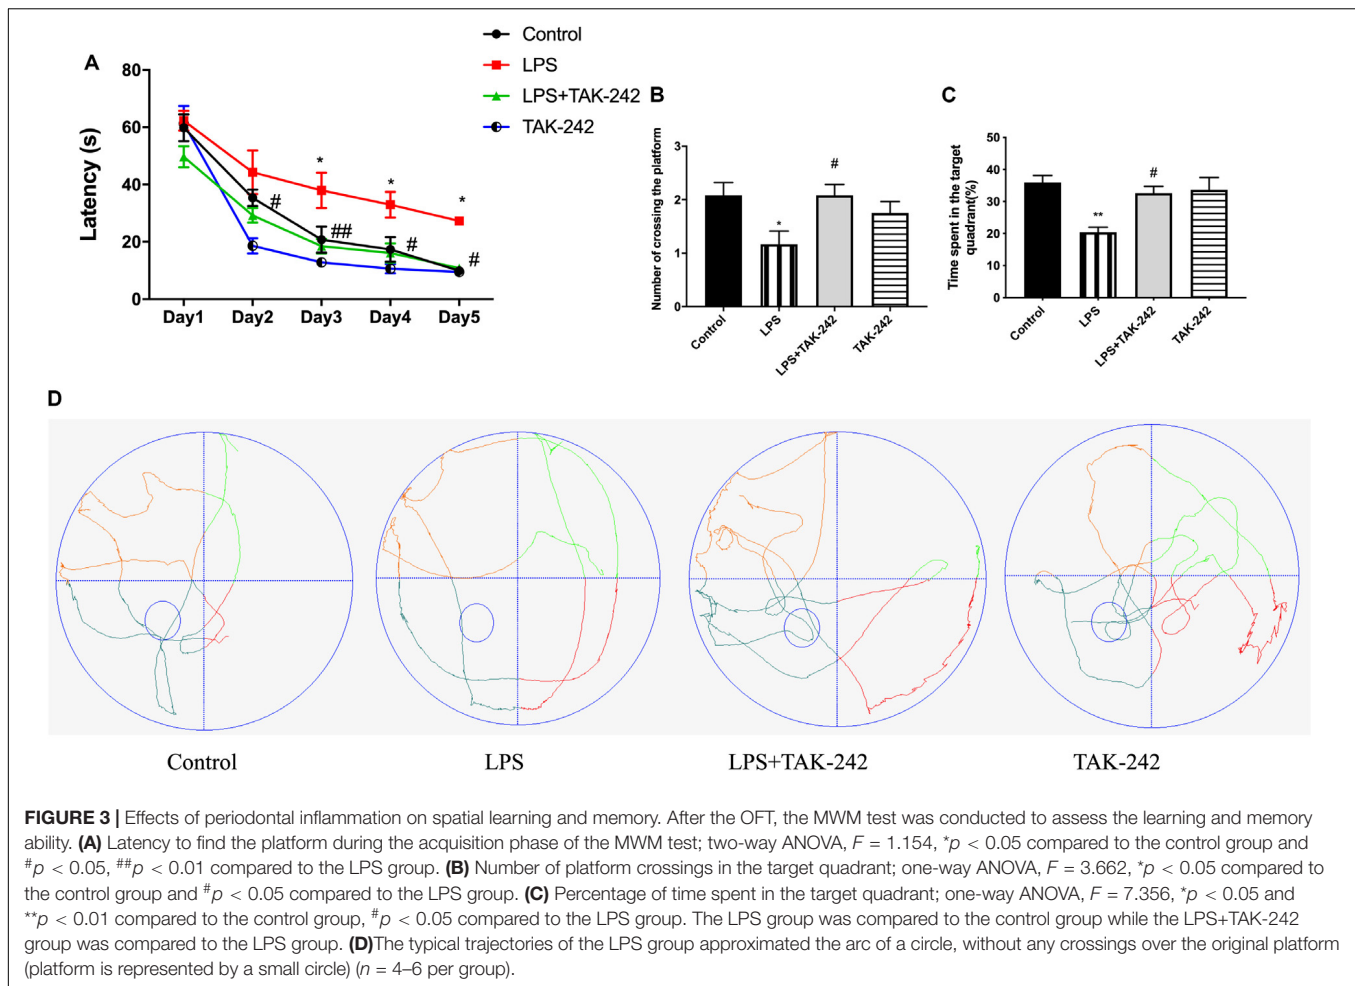 Control
LPS
LPS+TAK-242
TAK-242
A
Latency (s)
80
60
40
20
0
Day1 Day2 Day3 Day4 Day5
* * *
# ## # #
B
Number of crossing the platform
3
2
1
0
* #
Control LPS LPS+TAK-242 TAK-242
C
Time spent in the target
quadrant(%)
50
40
30
20
10
0
** #
Control LPS LPS+TAK-242 TAK-242
D
Control LPS LPS+TAK-242 TAK-242
FIGURE 3 | Effects of periodontal inflammation on spatial learning and memory. After the OFT, the MWM test was conducted to assess the learning and memory
ability. (A) Latency to find the platform during the acquisition phase of the MWM test; two-way ANOVA, F = 1.154, *p < 0.05 compared to the control group and
#p < 0.05, ##p < 0.01 compared to the LPS group. (B) Number of platform crossings in the target quadrant; one-way ANOVA, F = 3.662, *p < 0.05 compared to
the control group and #p < 0.05 compared to the LPS group. (C) Percentage of time spent in the target quadrant; one-way ANOVA, F = 7.356, *p < 0.05 and
**p < 0.01 compared to the control group, #p < 0.05 compared to the LPS group. The LPS group was compared to the control group while the LPS+TAK-242
group was compared to the LPS group. (D)The typical trajectories of the LPS group approximated the arc of a circle, without any crossings over the original platform
(platform is represented by a small circle) (n = 4–6 per group).